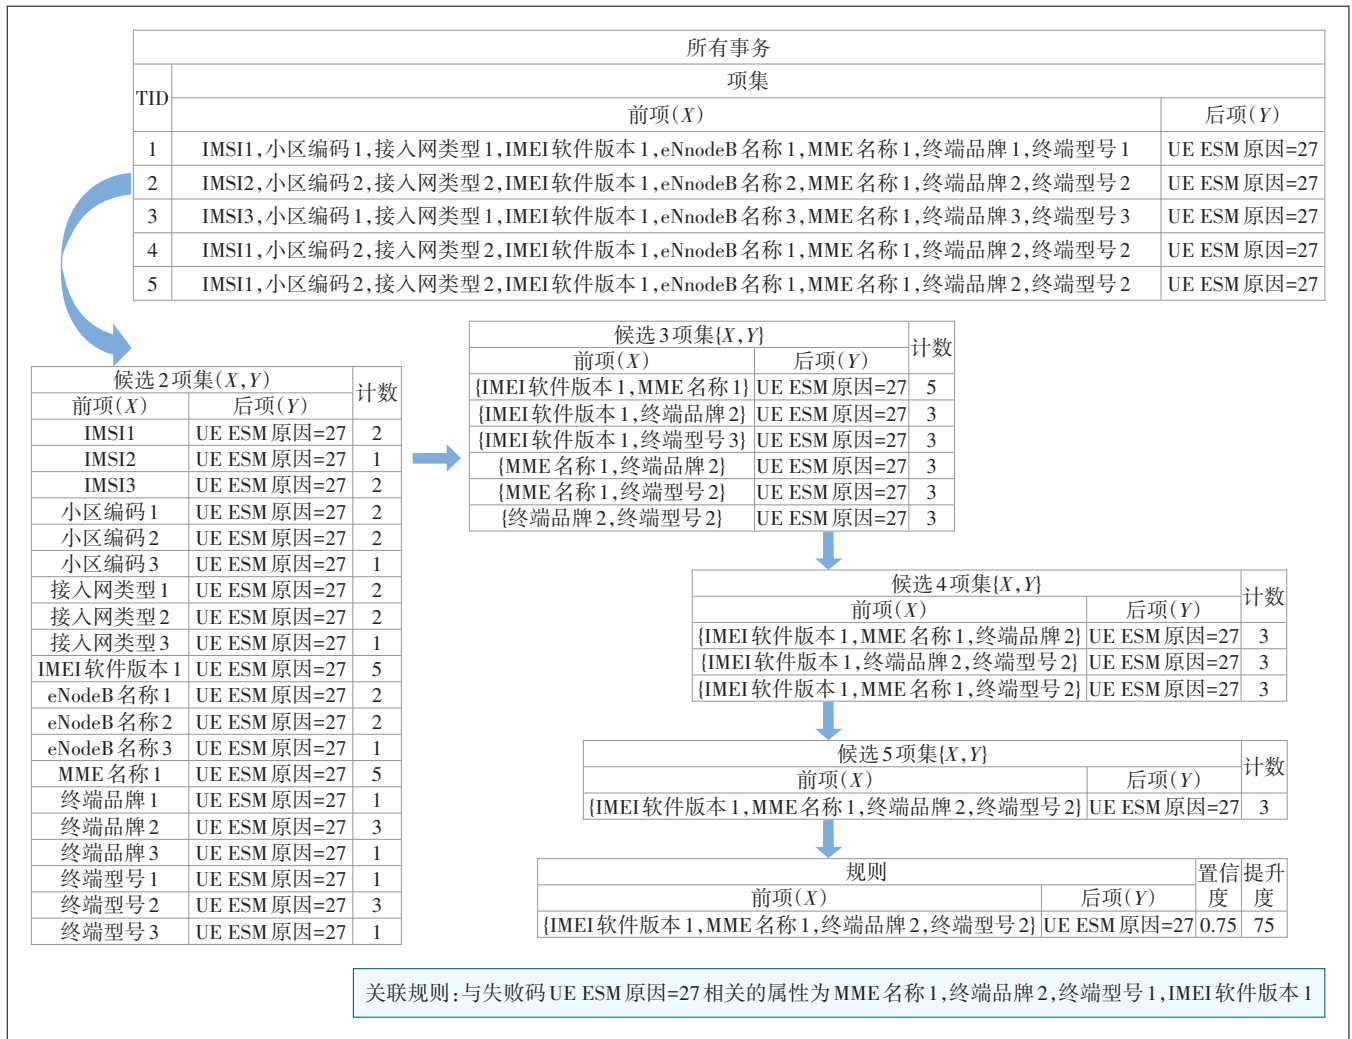 所有事务
TID
项集
前项(X) 后项(Y)
1 IMSI1,小区编码1,接入网类型1,IMEI软件版本1,eNnodeB名称1,MME名称1,终端品牌1,终端型号1 UE ESM原因=27
2 IMSI2,小区编码2,接入网类型2,IMEI软件版本1,eNnodeB名称2,MME名称1,终端品牌2,终端型号2 UE ESM原因=27
3 IMSI3,小区编码1,接入网类型1,IMEI软件版本1,eNnodeB名称3,MME名称1,终端品牌3,终端型号3 UE ESM原因=27
4 IMSI1,小区编码2,接入网类型2,IMEI软件版本1,eNnodeB名称1,MME名称1,终端品牌2,终端型号2 UE ESM原因=27
5 IMSI1,小区编码2,接入网类型2,IMEI软件版本1,eNnodeB名称1,MME名称1,终端品牌2,终端型号2 UE ESM原因=27
候选2项集(X,Y) 计数
前项(X) 后项(Y)
IMSI1 UE ESM原因=27 2
IMSI2 UE ESM原因=27 1
IMSI3 UE ESM原因=27 2
小区编码1 UE ESM原因=27 2
小区编码2 UE ESM原因=27 2
小区编码3 UE ESM原因=27 1
接入网类型1 UE ESM原因=27 2
接入网类型2 UE ESM原因=27 2
接入网类型3 UE ESM原因=27 1
IMEI软件版本1 UE ESM原因=27 5
eNodeB名称1 UE ESM原因=27 2
eNodeB名称2 UE ESM原因=27 2
eNodeB名称3 UE ESM原因=27 1
MME名称1 UE ESM原因=27 5
终端品牌1 UE ESM原因=27 1
终端品牌2 UE ESM原因=27 3
终端品牌3 UE ESM原因=27 1
终端型号1 UE ESM原因=27 1
终端型号2 UE ESM原因=27 3
终端型号3 UE ESM原因=27 1
候选3项集{X,Y} 计数
前项(X) 后项(Y)
{IMEI软件版本1,MME名称1} UE ESM原因=27 5
{IMEI软件版本1,终端品牌2} UE ESM原因=27 3
{IMEI软件版本1,终端型号3} UE ESM原因=27 3
{MME名称1,终端品牌2} UE ESM原因=27 3
{MME名称1,终端型号2} UE ESM原因=27 3
{终端品牌2,终端型号2} UE ESM原因=27 3
候选4项集{X,Y} 计数
前项(X) 后项(Y)
{IMEI软件版本1,MME名称1,终端品牌2} UE ESM原因=27 3
{IMEI软件版本1,终端品牌2,终端型号2} UE ESM原因=27 3
{IMEI软件版本1,MME名称1,终端型号2} UE ESM原因=27 3
候选5项集{X,Y} 计数
前项(X) 后项(Y)
{IMEI软件版本1,MME名称1,终端品牌2,终端型号2} UE ESM原因=27 3
规则 置信度 提升度
前项(X) 后项(Y)
{IMEI软件版本1,MME名称1,终端品牌2,终端型号2} UE ESM原因=27 0.75 75
关联规则:与失败码UE ESM原因=27相关的属性为MME名称1,终端品牌2,终端型号1,IMEI软件版本1